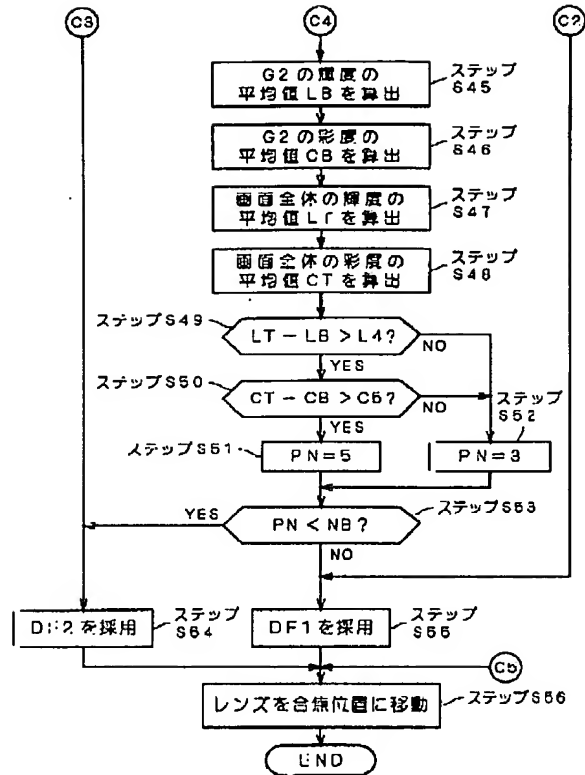 C3
C4
C2
G2の輝度の
平均値LBを算出
ステップ
S45
G2の彩度の
平均値CBを算出
ステップ
S46
画面全体の輝度の
平均値LTを算出
ステップ
S47
画面全体の彩度の
平均値CTを算出
ステップ
S48
ステップS49
LT−LB>L4?
NO
YES
ステップS50
CT−CB>C5?
NO
ステップ
S52
YES
ステップS51
PN=5
PN=3
YES
PN<NB?
ステップS53
NO
DF2を採用
ステップ
S54
DF1を採用
ステップ
S55
C5
レンズを合焦位置に移動
ステップS56
END